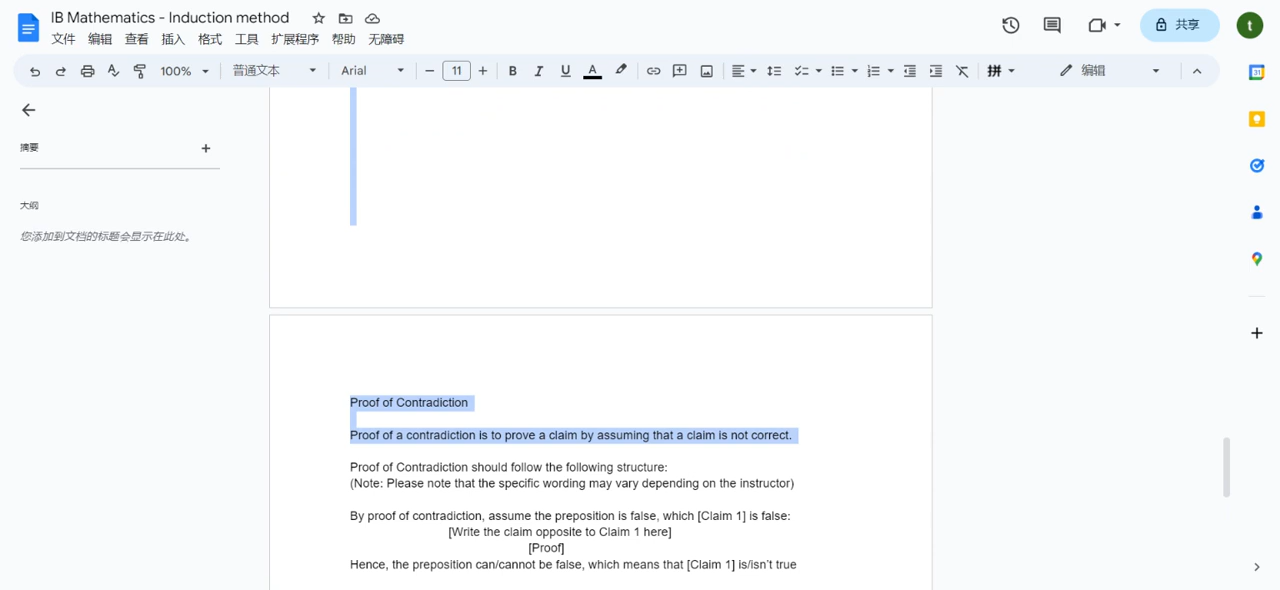 IB Mathematics - Induction method
文件 编辑 查看 插入 格式 工具 扩展程序 帮助 无障碍
共享
t
100% 普通文本 Arial 11 B I U A 拼 编辑
31
摘要
大纲
您添加到文档的标题会显示在此处。
Proof of Contradiction
Proof of a contradiction is to prove a claim by assuming that a claim is not correct.
Proof of Contradiction should follow the following structure:
(Note: Please note that the specific wording may vary depending on the instructor)
By proof of contradiction, assume the preposition is false, which [Claim 1] is false:
[Write the claim opposite to Claim 1 here]
[Proof]
Hence, the preposition can/cannot be false, which means that [Claim 1] is/isn't true